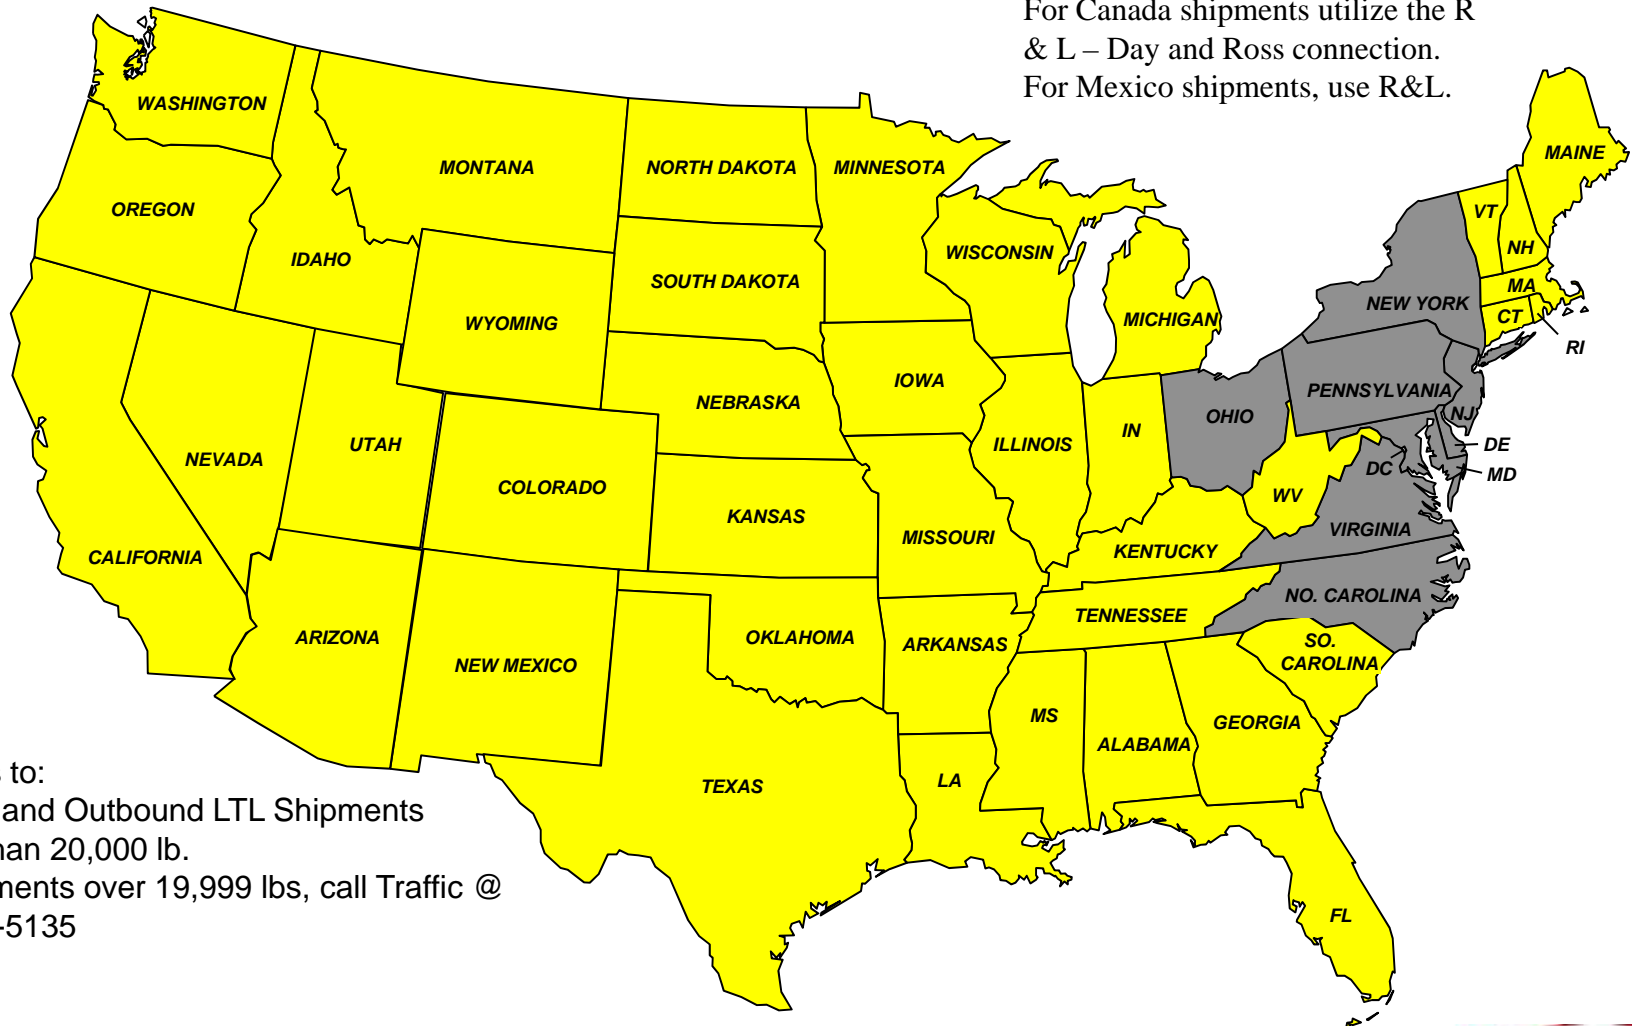 For Canada shipments utilize the R
& L – Day and Ross connection.
For Mexico shipments, use R&L.
WASHINGTON
MONTANA
NORTH DAKOTA
MINNESOTA
MAINE
OREGON
IDAHO
VT
NH
WISCONSIN
SOUTH DAKOTA
WYOMING
MICHIGAN
NEW YORK
MA
CT
RI
IOWA
NEBRASKA
PENNSYLVANIA
OHIO
NJ
NEVADA
UTAH
COLORADO
ILLINOIS
IN
DE
DC
MD
WV
KANSAS
MISSOURI
VIRGINIA
CALIFORNIA
KENTUCKY
NO. CAROLINA
ARIZONA
NEW MEXICO
OKLAHOMA
ARKANSAS
TENNESSEE
SO.
CAROLINA
MS
ALABAMA
GEORGIA
TEXAS
LA
FL
to:
and Outbound LTL Shipments
han 20,000 lb.
ments over 19,999 lbs, call Traffic @
-5135